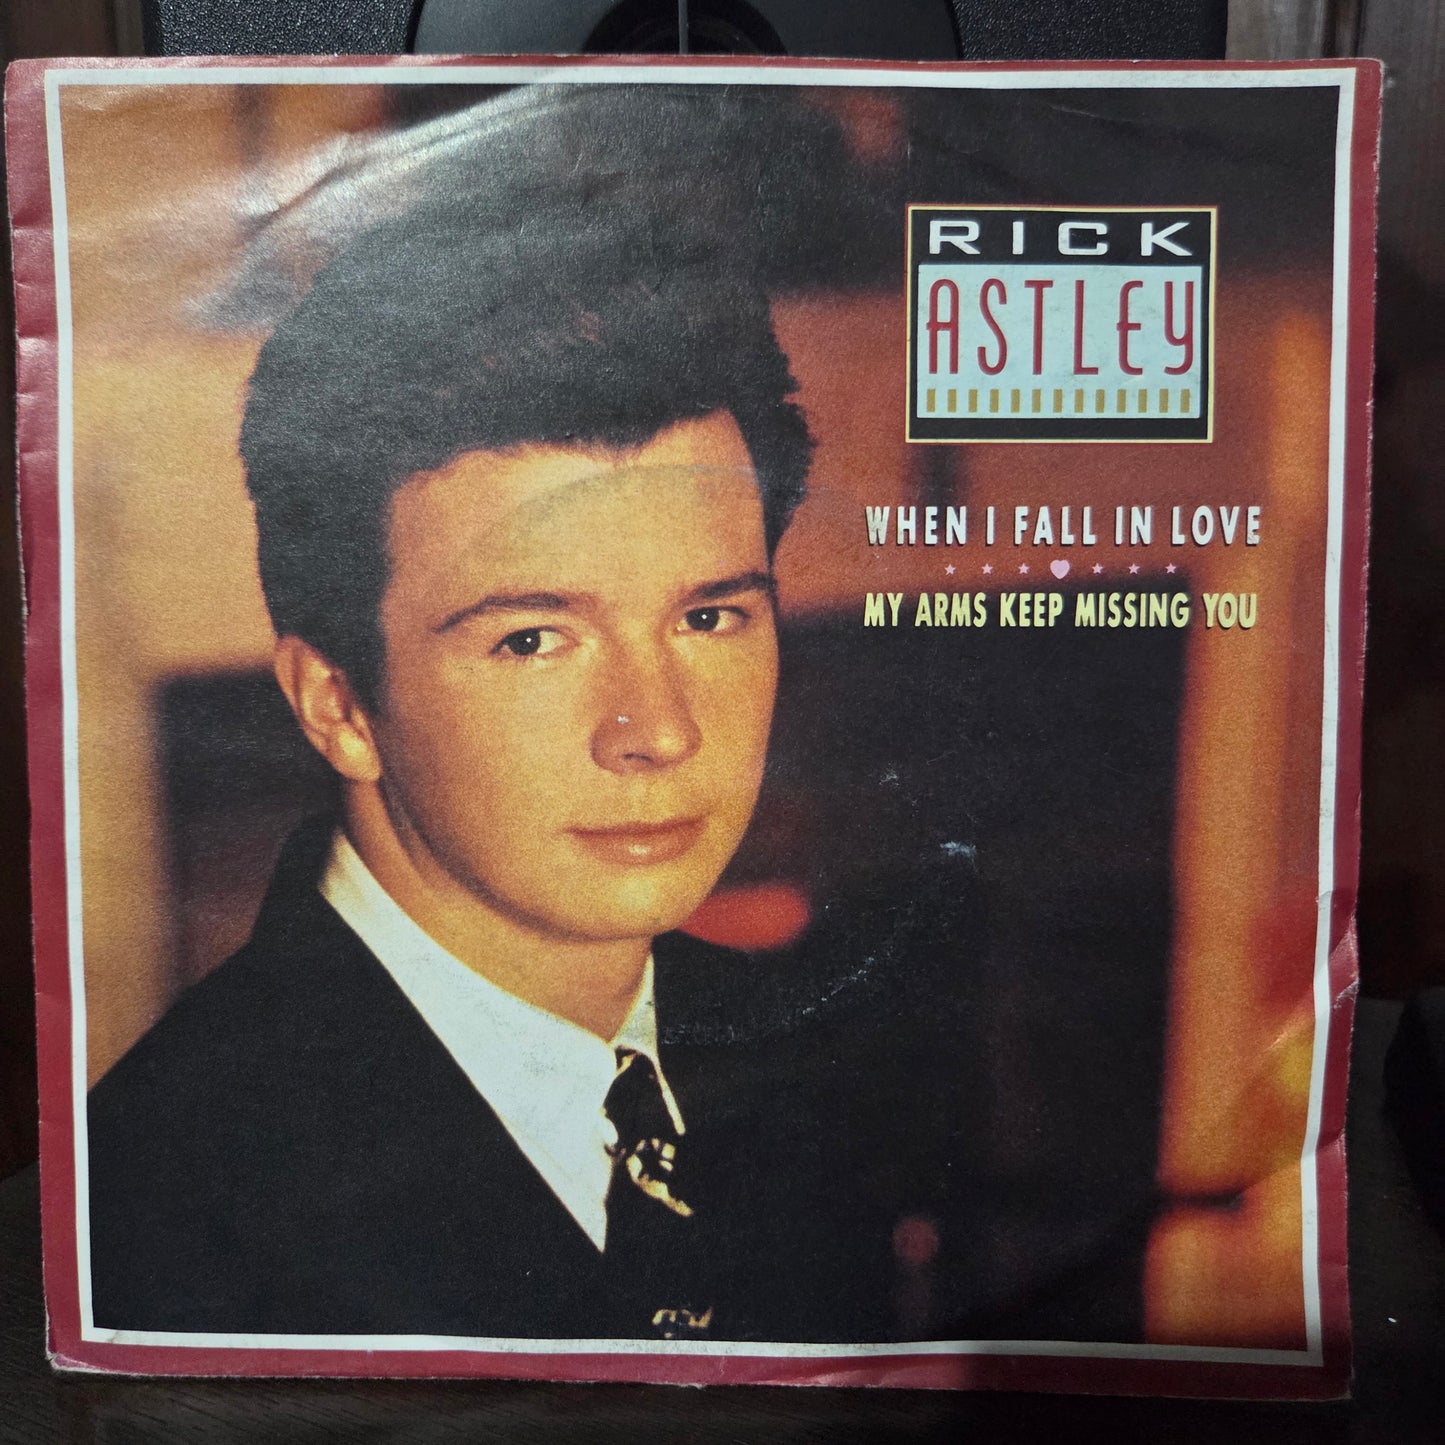 RICK
ASTLEY
WHEN I FALL IN LOVE
MY ARMS KEEP MISSING YOU